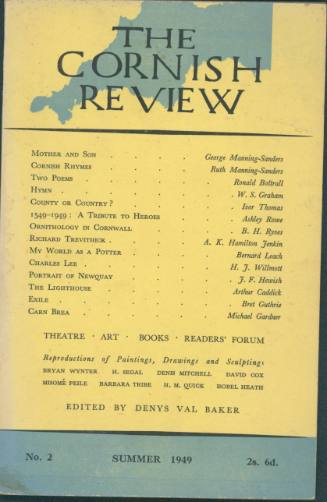 THE
CORNISH
REVIEW
MOTHER AND SON . . . . George Manning-Sanders
CORNISH RHYMES . . . . Ruth Manning-Sanders
TWO POEMS . . . . Ronald Bottrall
HYMN . . . . W. S. Graham
COUNTY OR COUNTRY? . . . . Ivor Thomas
1549-1949: A TRIBUTE TO HEROES . . . Ashley Rowe
ORNITHOLOGY IN CORNWALL . . . B. H. Ryves
RICHARD TREVITHICK . . . A. K. Hamilton Jenkin
MY WORLD AS A POTTER . . . Bernard Leach
CHARLES LEE . . . . H. J. Willmott
PORTRAIT OF NEWQUAY . . . J. F. Howish
THE LIGHTHOUSE . . . . Arthur Caddick
EXILE . . . . Bret Guthrie
CARN BREA . . . . Michael Gardner
THEATRE · ART · BOOKS · READERS' FORUM
Reproductions of Paintings, Drawings and Sculptings
BRYAN WYNTER H. SEGAL DENIS MITCHELL DAVID COX
MISOMÉ PEILE BARBARA TRIBE H. M. QUICK ISOBEL HEATH
EDITED BY DENYS VAL BAKER
No. 2 SUMMER 1949 2s. 6d.